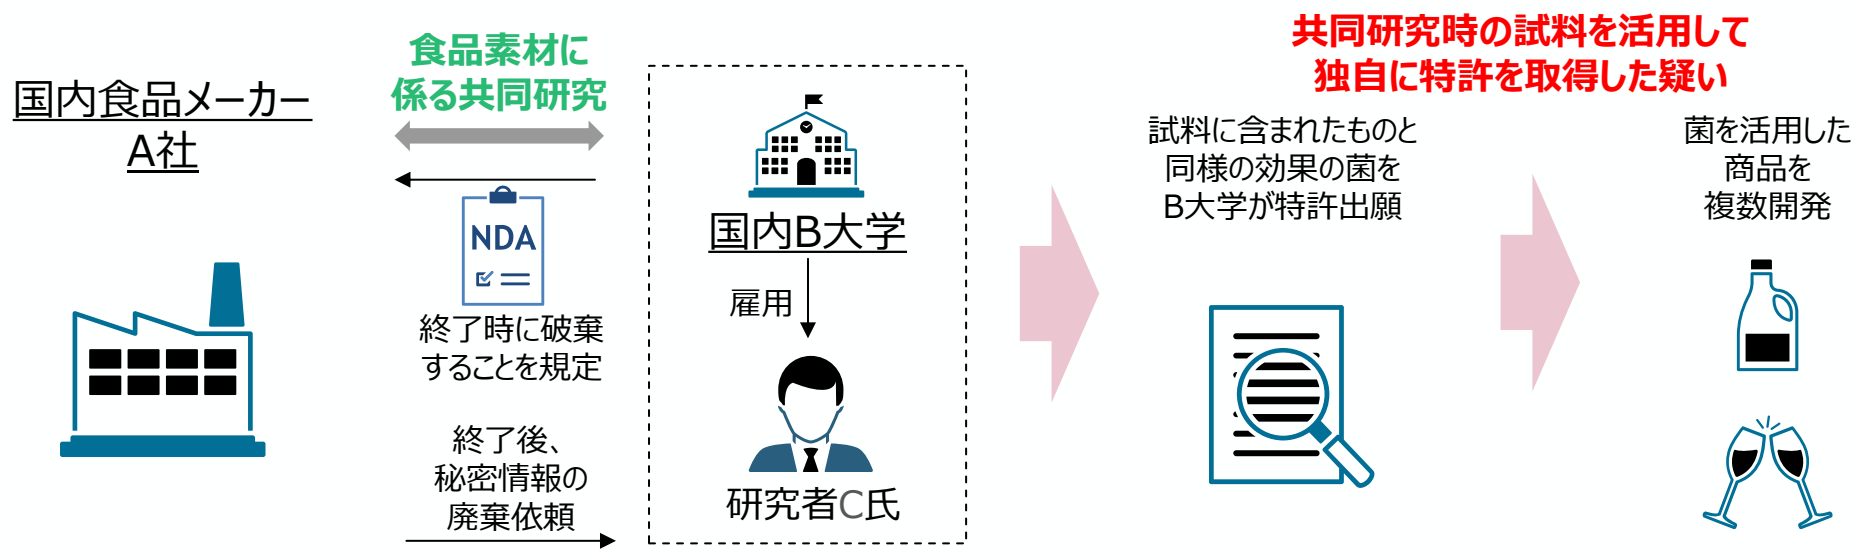 国内食品メーカー
A社
食品素材に
係る共同研究
NDA
終了時に破棄
することを規定
終了後、
秘密情報の
廃棄依頼
国内B大学
雇用
研究者C氏
共同研究時の試料を活用して
独自に特許を取得した疑い
試料に含まれたものと
同様の効果の菌を
B大学が特許出願
菌を活用した
商品を
複数開発